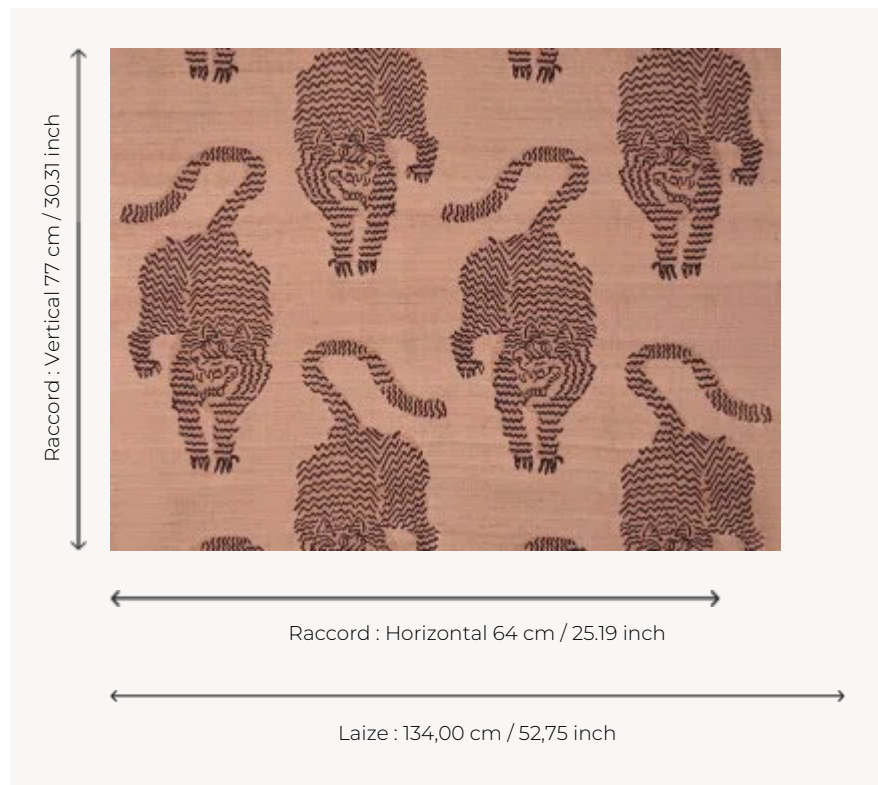 Raccord : Vertical 77 cm / 30.31 inch
Raccord : Horizontal 64 cm / 25.19 inch
Laize : 134,00 cm / 52,75 inch